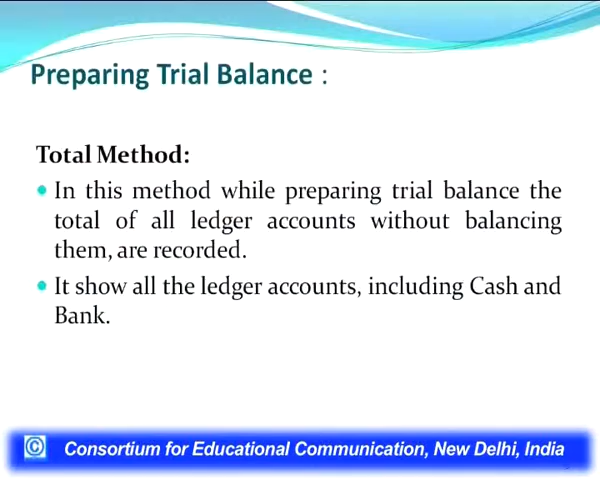 Preparing Trial Balance :
Total Method:
In this method while preparing trial balance the
total of all ledger accounts without balancing
them, are recorded.
It show all the ledger accounts, including Cash and
Bank.
© Consortium for Educational Communication, New Delhi, India